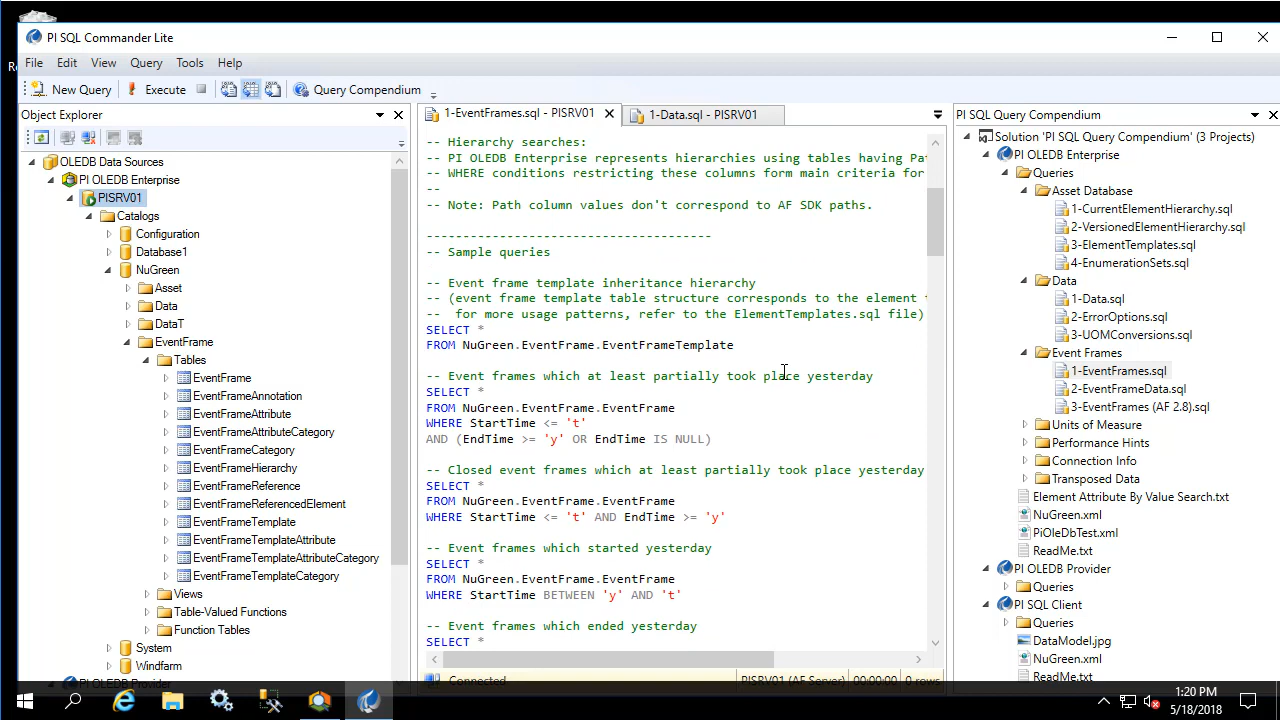 PI SQL Commander Lite
File Edit View Query Tools Help
New Query Execute Query Compendium
Object Explorer
OLEDB Data Sources
PI OLEDB Enterprise
PISRV01
Catalogs
Configuration
Database1
NuGreen
Asset
Data
DataT
EventFrame
Tables
EventFrame
EventFrameAnnotation
EventFrameAttribute
EventFrameAttributeCategory
EventFrameCategory
EventFrameHierarchy
EventFrameReference
EventFrameReferencedElement
EventFrameTemplate
EventFrameTemplateAttribute
EventFrameTemplateAttributeCategory
EventFrameTemplateCategory
Views
Table-Valued Functions
Function Tables
System
Windfarm
PI OLEDB Provider
1-EventFrames.sql - PISRV01 1-Data.sql - PISRV01
-- Hierarchy searches:
-- PI OLEDB Enterprise represents hierarchies using tables having Pa
-- WHERE conditions restricting these columns form main criteria for
--
-- Note: Path column values don't correspond to AF SDK paths.
-------------------------------------
-- Sample queries
-- Event frame template inheritance hierarchy
-- (event frame template table structure corresponds to the element
-- for more usage patterns, refer to the ElementTemplates.sql file)
SELECT *
FROM NuGreen.EventFrame.EventFrameTemplate
-- Event frames which at least partially took place yesterday
SELECT *
FROM NuGreen.EventFrame.EventFrame
WHERE StartTime <= 't'
AND (EndTime >= 'y' OR EndTime IS NULL)
-- Closed event frames which at least partially took place yesterday
SELECT *
FROM NuGreen.EventFrame.EventFrame
WHERE StartTime <= 't' AND EndTime >= 'y'
-- Event frames which started yesterday
SELECT *
FROM NuGreen.EventFrame.EventFrame
WHERE StartTime BETWEEN 'y' AND 't'
-- Event frames which ended yesterday
SELECT *
Connected PISRV01 (AF Server) 00:00:00 0 rows
PI SQL Query Compendium
Solution 'PI SQL Query Compendium' (3 Projects)
PI OLEDB Enterprise
Queries
Asset Database
1-CurrentElementHierarchy.sql
2-VersionedElementHierarchy.sql
3-ElementTemplates.sql
4-EnumerationSets.sql
Data
1-Data.sql
2-ErrorOptions.sql
3-UOMConversions.sql
Event Frames
1-EventFrames.sql
2-EventFrameData.sql
3-EventFrames (AF 2.8).sql
Units of Measure
Performance Hints
Connection Info
Transposed Data
Element Attribute By Value Search.txt
NuGreen.xml
PiOleDbTest.xml
ReadMe.txt
PI OLEDB Provider
Queries
PI SQL Client
Queries
DataModel.jpg
NuGreen.xml
ReadMe.txt
1:20 PM
5/18/2018